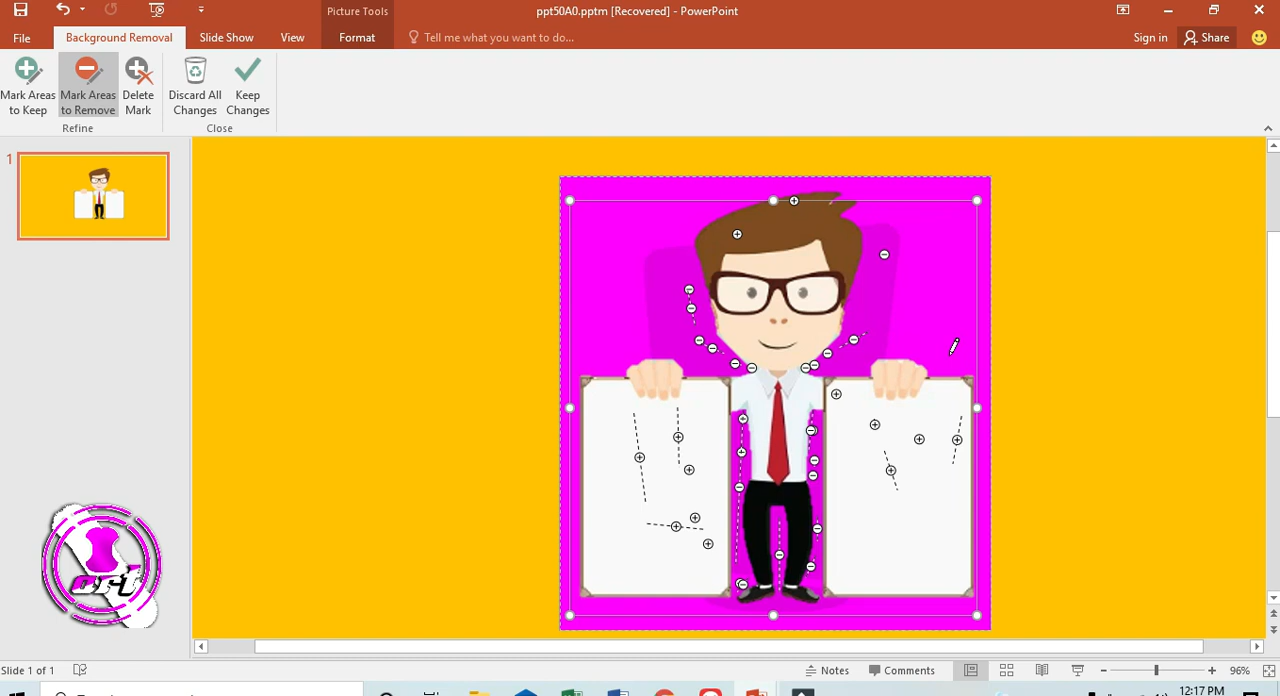 ppt50A0.pptm [Recovered] - PowerPoint
Picture Tools
File
Background Removal
Slide Show
View
Format
Tell me what you want to do...
Sign in
Share
Mark Areas to Keep
Mark Areas to Remove
Delete Mark
Discard All Changes
Keep Changes
Refine
Close
1
art
Slide 1 of 1
Notes
Comments
96%
12:17 PM